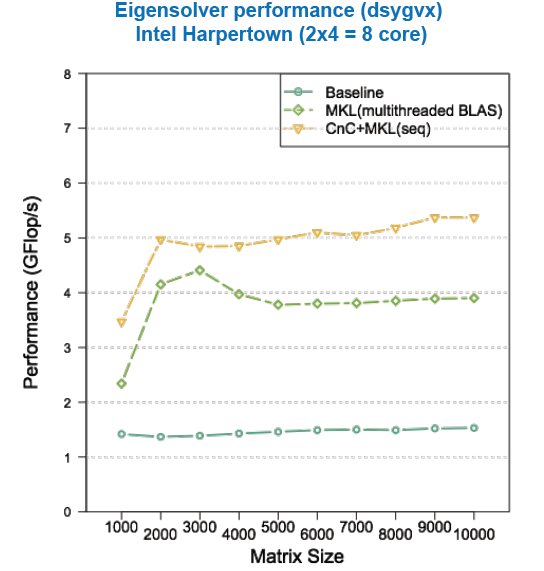 Eigensolver performance (dsygvx)
Intel Harpertown (2x4 = 8 core)
Baseline
MKL(multithreaded BLAS)
CnC+MKL(seq)
Performance (GFlop/s)
8
7
6
5
4
3
2
1
0
1000 2000 3000 4000 5000 6000 7000 8000 9000 10000
Matrix Size